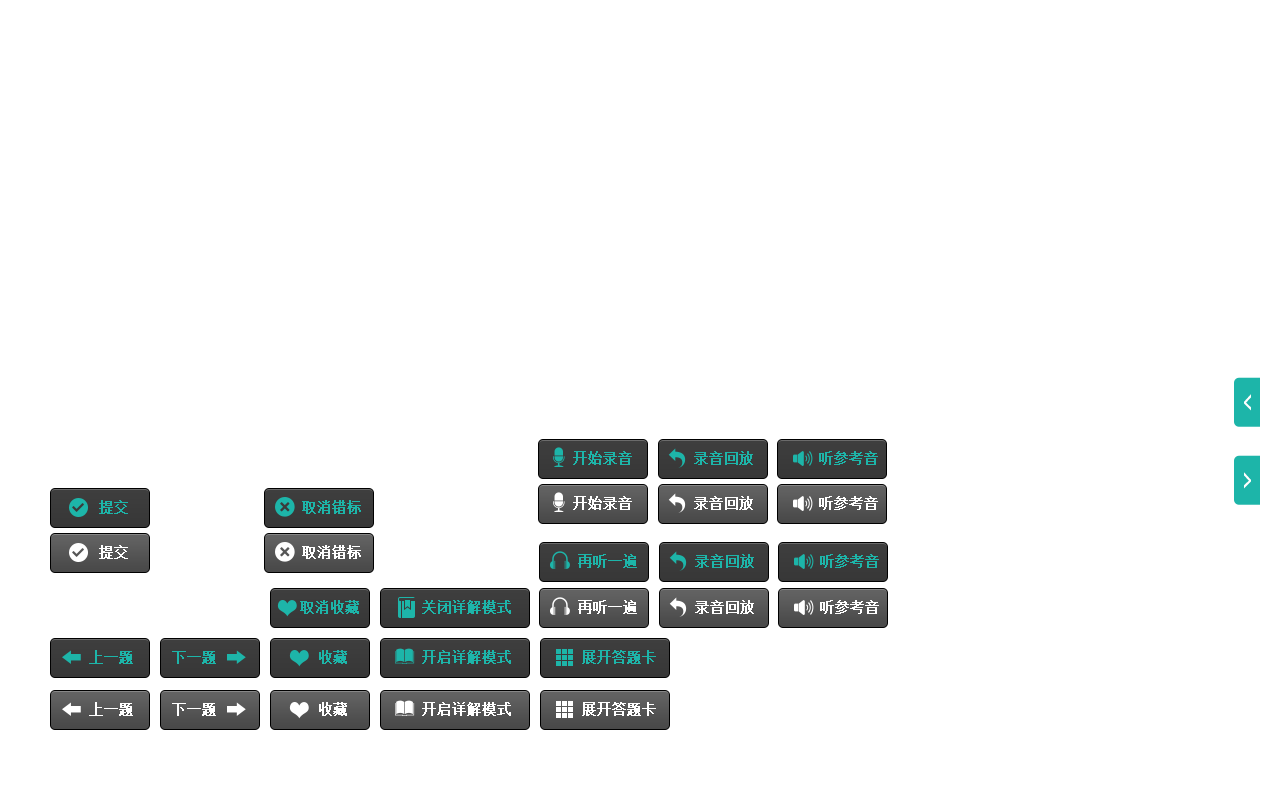 开始录音 录音回放 听参考音
提交 取消错标 开始录音 录音回放 听参考音
提交 取消错标 再听一遍 录音回放 听参考音
取消收藏 关闭详解模式 再听一遍 录音回放 听参考音
上一题 下一题 收藏 开启详解模式 展开答题卡
上一题 下一题 收藏 开启详解模式 展开答题卡